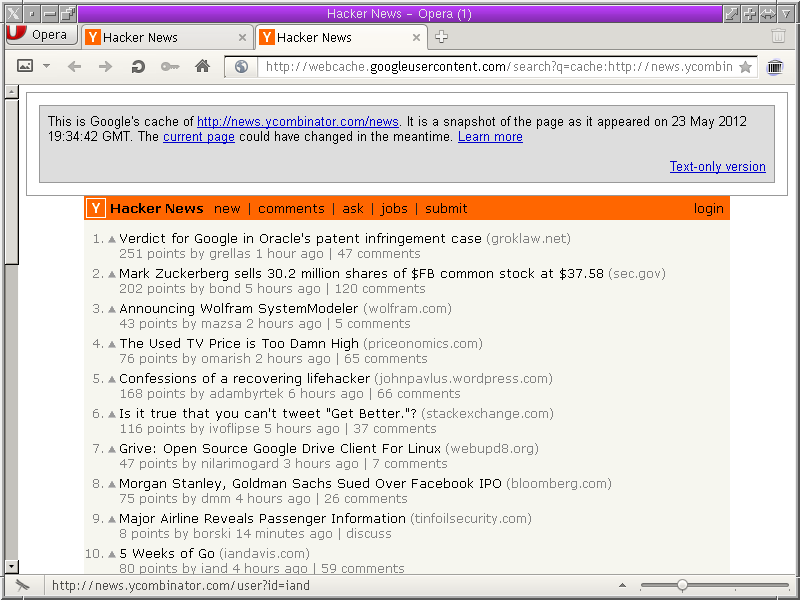 Hacker News - Opera (1)
Opera
Y Hacker News
Y Hacker News
http://webcache.googleusercontent.com/search?q=cache:http://news.ycombin
This is Google's cache of http://news.ycombinator.com/news. It is a snapshot of the page as it appeared on 23 May 2012
19:34:42 GMT. The current page could have changed in the meantime. Learn more
Text-only version
Y Hacker News new | comments | ask | jobs | submit login
1. Verdict for Google in Oracle's patent infringement case (groklaw.net)
251 points by grellas 1 hour ago | 47 comments
2. Mark Zuckerberg sells 30.2 million shares of $FB common stock at $37.58 (sec.gov)
202 points by bond 5 hours ago | 120 comments
3. Announcing Wolfram SystemModeler (wolfram.com)
43 points by mazsa 2 hours ago | 5 comments
4. The Used TV Price is Too Damn High (priceonomics.com)
76 points by omarish 2 hours ago | 65 comments
5. Confessions of a recovering lifehacker (johnpavlus.wordpress.com)
168 points by adambyrtek 6 hours ago | 66 comments
6. Is it true that you can't tweet "Get Better."? (stackexchange.com)
116 points by ivoflipse 5 hours ago | 37 comments
7. Grive: Open Source Google Drive Client For Linux (webupd8.org)
47 points by nilarimogard 3 hours ago | 7 comments
8. Morgan Stanley, Goldman Sachs Sued Over Facebook IPO (bloomberg.com)
75 points by dmm 4 hours ago | 26 comments
9. Major Airline Reveals Passenger Information (tinfoilsecurity.com)
8 points by borski 14 minutes ago | discuss
10. 5 Weeks of Go (iandavis.com)
80 points by iand 4 hours ago | 59 comments
http://news.ycombinator.com/user?id=iand